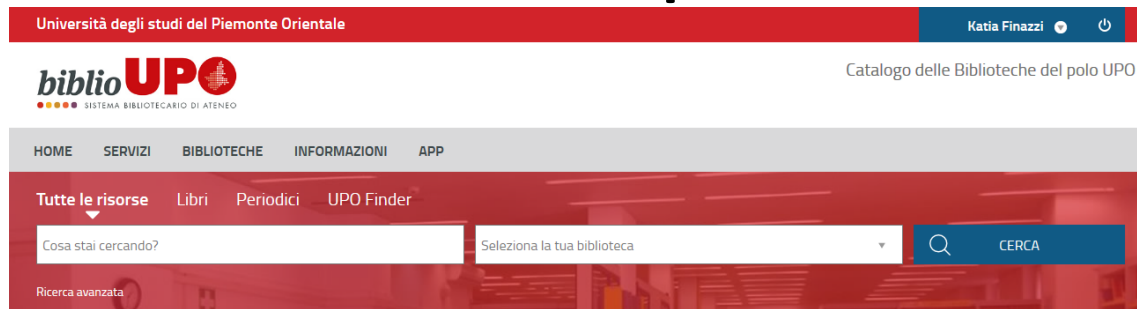 Università degli studi del Piemonte Orientale
Katia Finazzi
biblio UPO
SISTEMA BIBLIOTECARIO DI ATENEO
Catalogo delle Biblioteche del polo UPO
HOME SERVIZI BIBLIOTECHE INFORMAZIONI APP
Tutte le risorse Libri Periodici UPO Finder
Cosa stai cercando? Seleziona la tua biblioteca CERCA
Ricerca avanzata